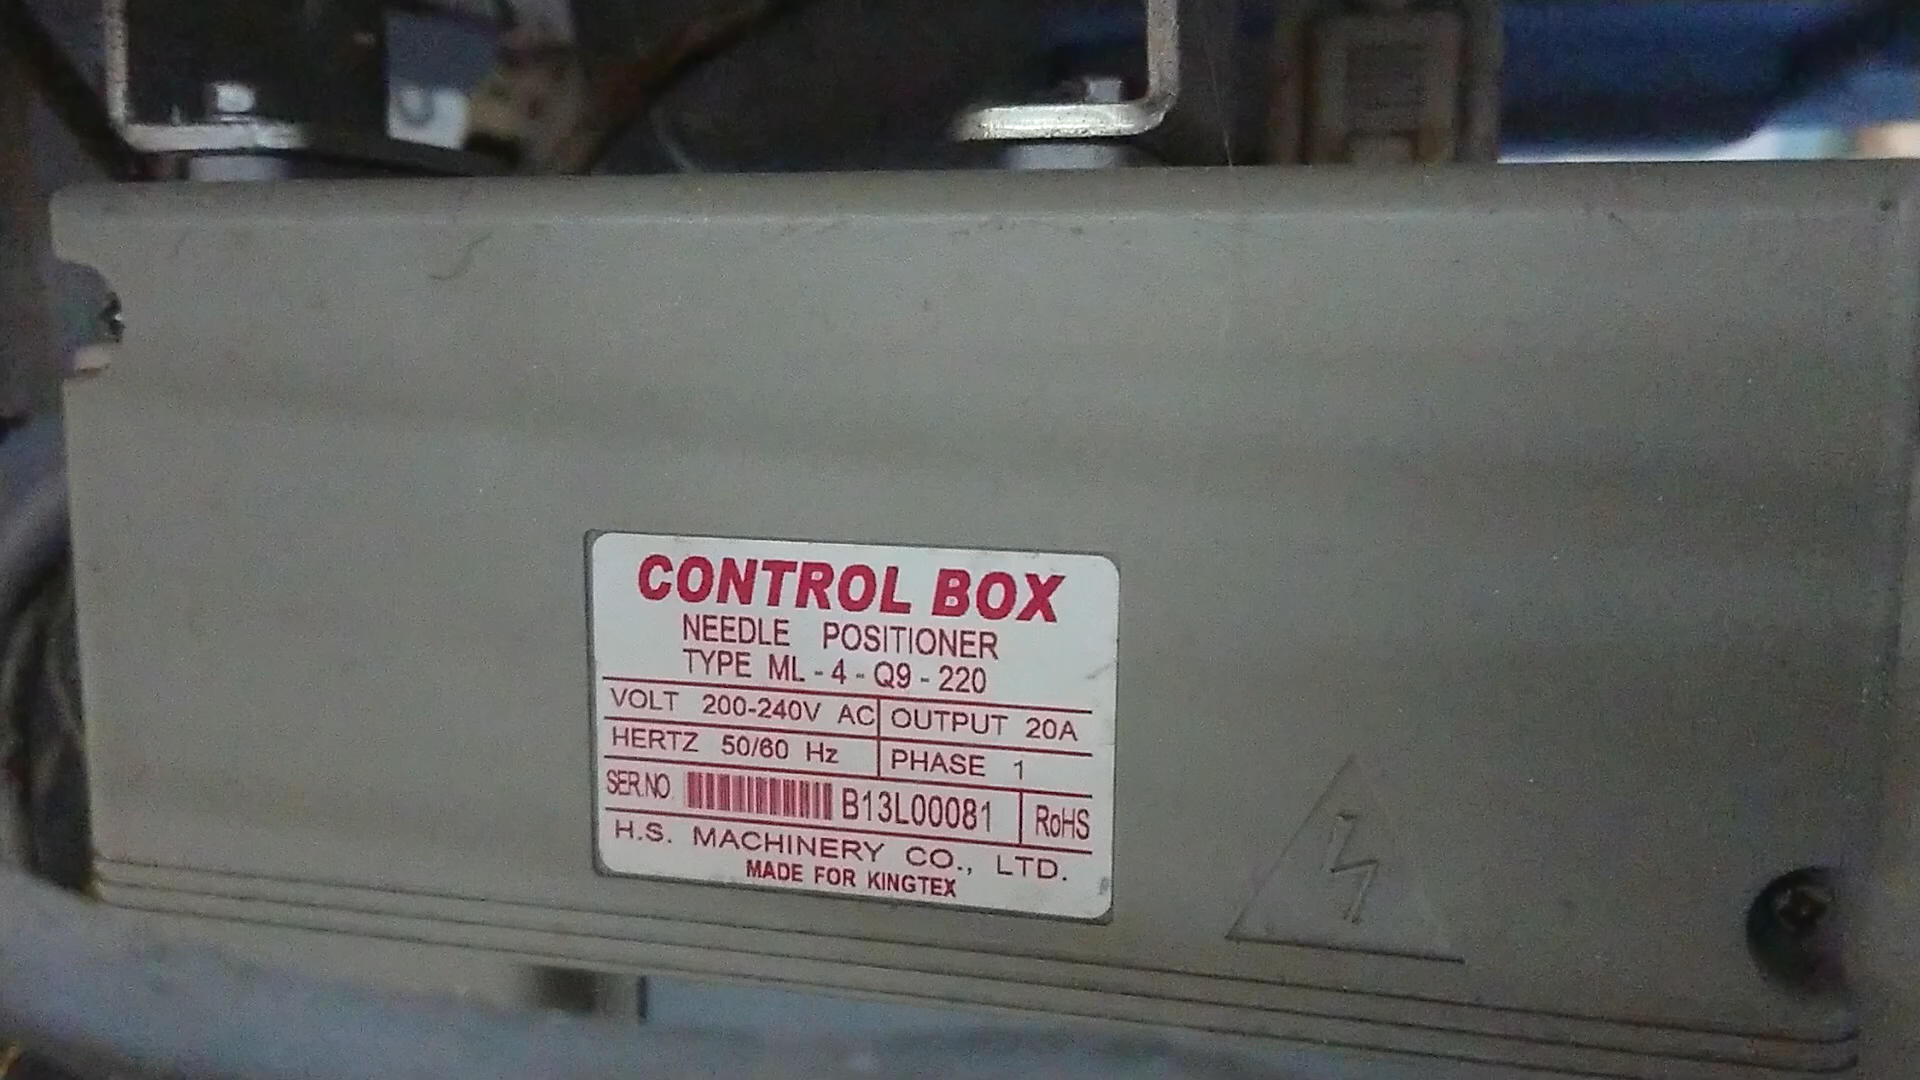 CONTROL BOX
NEEDLE POSITIONER
TYPE ML - 4 - Q9 - 220
VOLT 200-240V AC OUTPUT 20A
HERTZ 50/60 Hz PHASE 1
SER.NO. B13L00081 RoHS
H.S. MACHINERY CO., LTD.
MADE FOR KINGTEX